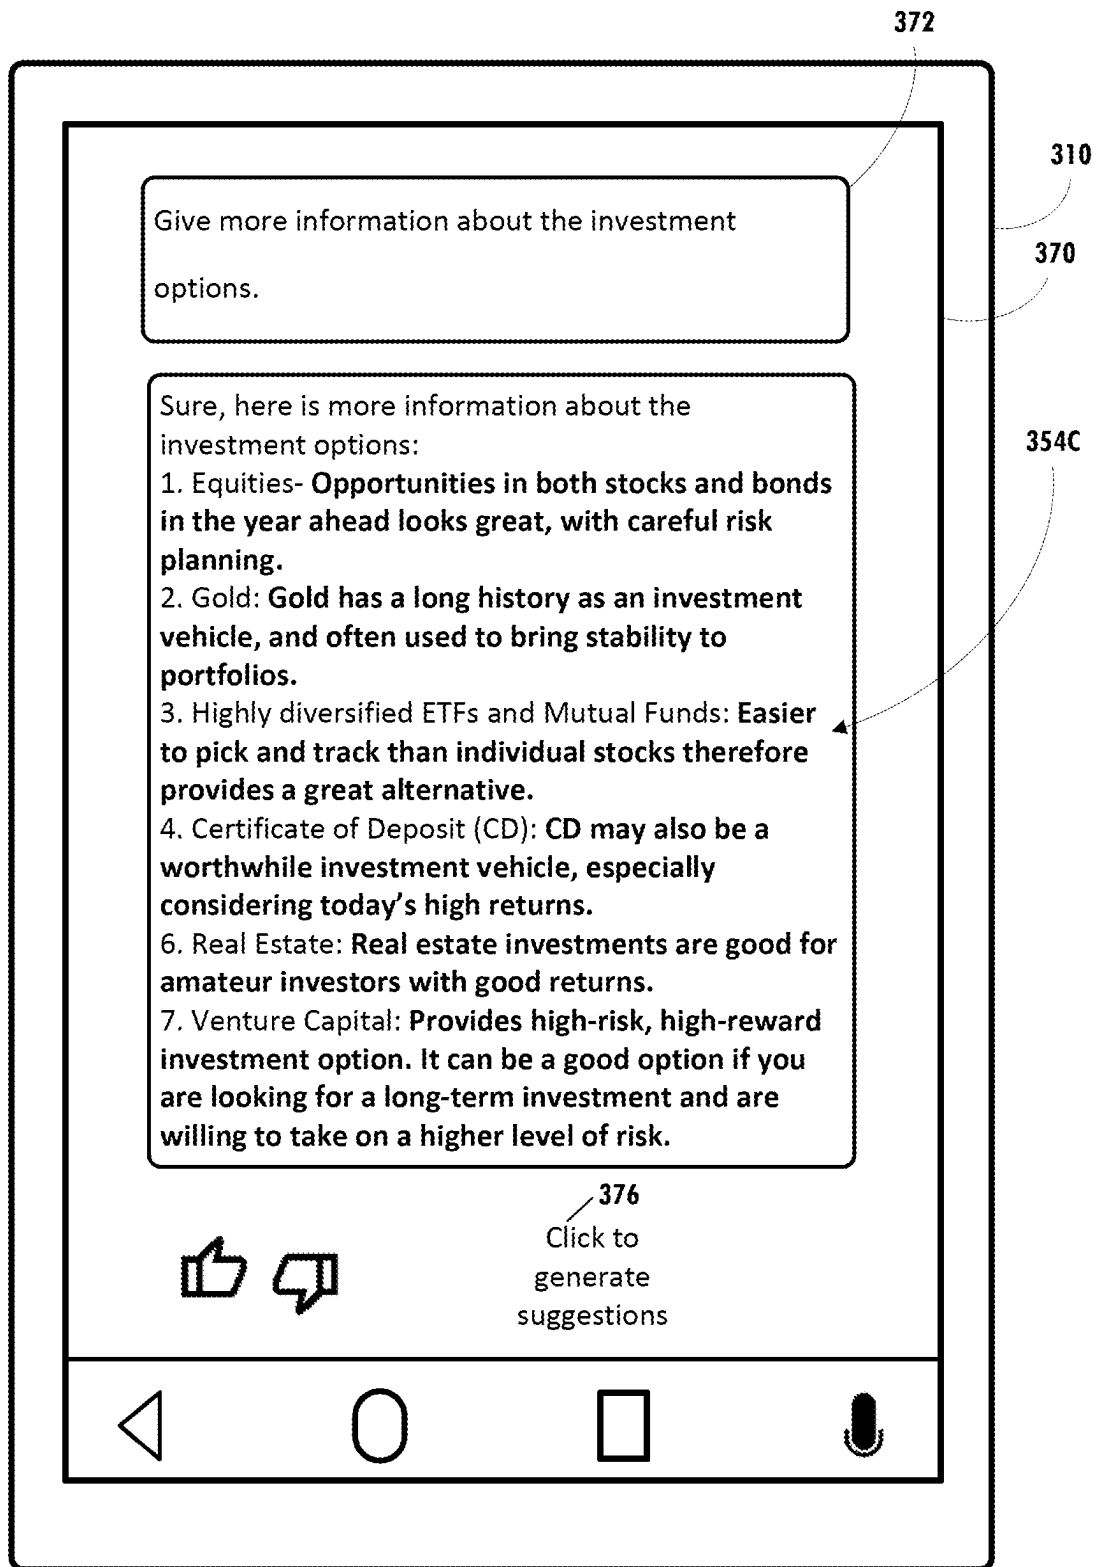 372
310
370
Give more information about the investment
options.
354C
Sure, here is more information about the
investment options:
1. Equities- Opportunities in both stocks and bonds
in the year ahead looks great, with careful risk
planning.
2. Gold: Gold has a long history as an investment
vehicle, and often used to bring stability to
portfolios.
3. Highly diversified ETFs and Mutual Funds: Easier
to pick and track than individual stocks therefore
provides a great alternative.
4. Certificate of Deposit (CD): CD may also be a
worthwhile investment vehicle, especially
considering today's high returns.
6. Real Estate: Real estate investments are good for
amateur investors with good returns.
7. Venture Capital: Provides high-risk, high-reward
investment option. It can be a good option if you
are looking for a long-term investment and are
willing to take on a higher level of risk.
376
Click to
generate
suggestions